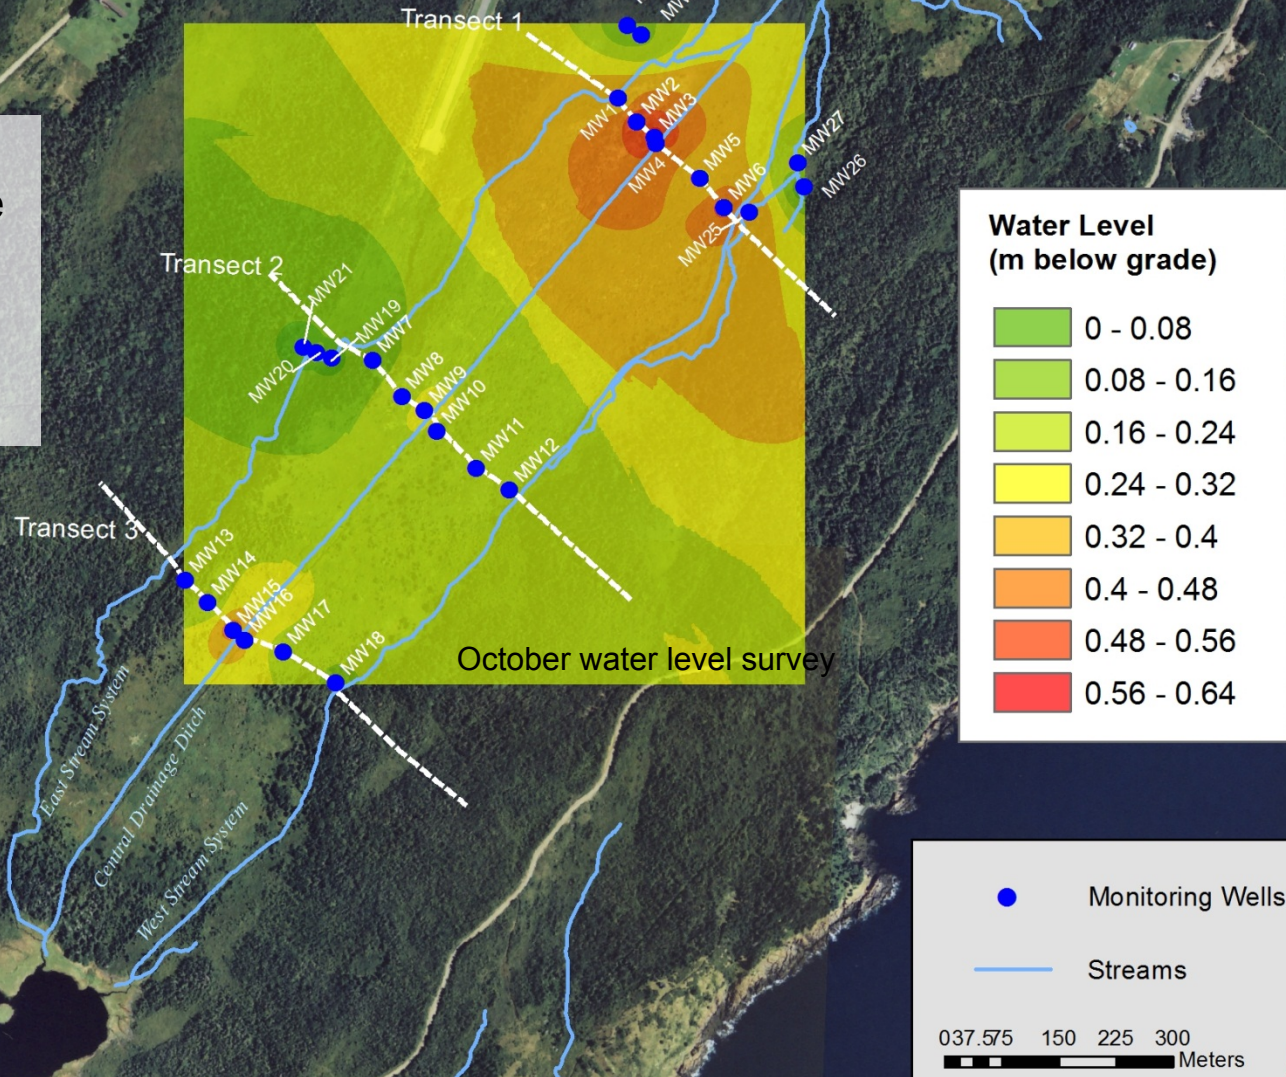 Transect 1
MW1
MW2
MW3
MW4
MW5
MW6
MW25
MW27
MW26
Transect 2
MW21
MW19
MW20
MW7
MW8
MW9
MW10
MW11
MW12
Transect 3
MW13
MW14
MW15
MW16
MW17
MW18
October water level survey
East Stream System
Central Drainage Ditch
West Stream System
Water Level
(m below grade)
0 - 0.08
0.08 - 0.16
0.16 - 0.24
0.24 - 0.32
0.32 - 0.4
0.4 - 0.48
0.48 - 0.56
0.56 - 0.64
Monitoring Wells
Streams
037.575 150 225 300
Meters